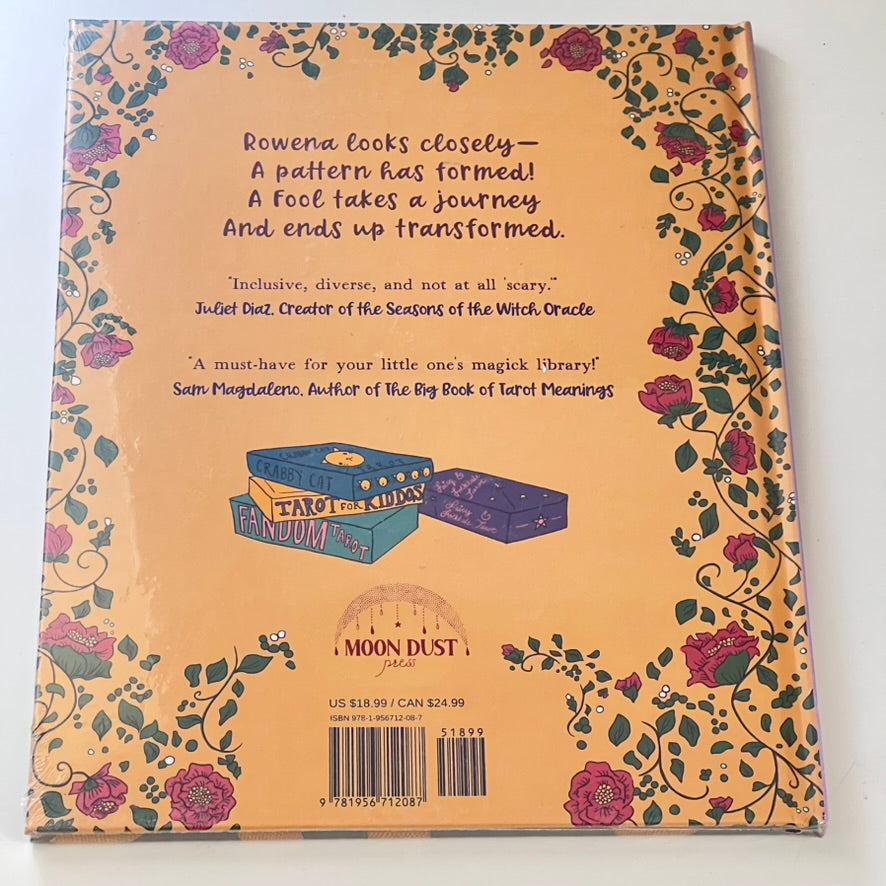 Rowena looks closely—
A pattern has formed!
A Fool takes a journey
And ends up transformed.
"Inclusive, diverse, and not at all 'scary.'"
Juliet Diaz, Creator of the Seasons of the Witch Oracle
"A must-have for your little one's magick library!"
Sam Magdaleno, Author of The Big Book of Tarot Meanings
CRABBY CAT TAROT
CRABBY CAT
TAROT FOR KIDDOS
FANDOM TAROT
MOON DUST
press
US $18.99 / CAN $24.99
ISBN 978-1-956712-08-7
51899
9 781956 712087